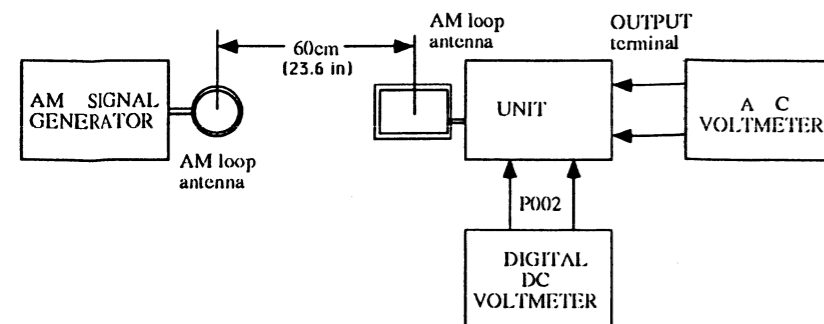 AM loop
antenna
OUTPUT
terminal
60cm
(23.6 in)
AM SIGNAL
GENERATOR
UNIT
A C
VOLTMETER
AM loop
antenna
P002
DIGITAL
DC
VOLTMETER